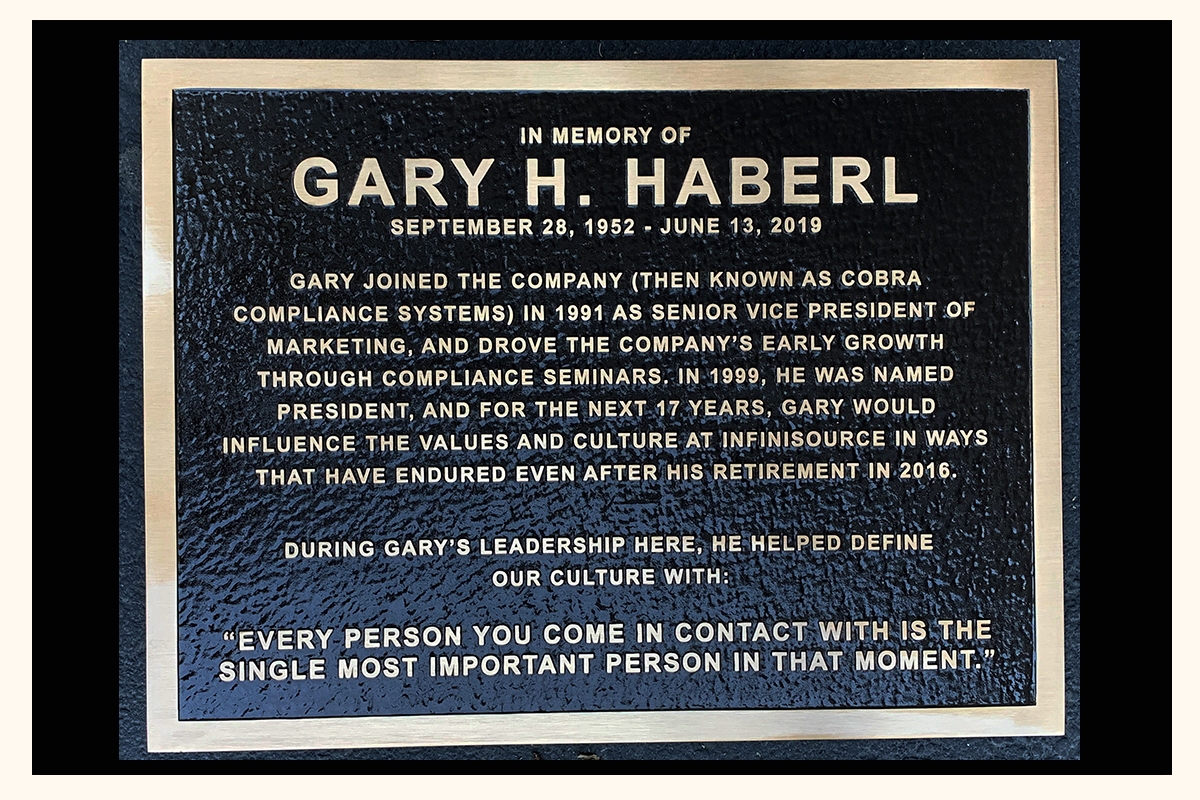 IN MEMORY OF
GARY H. HABERL
SEPTEMBER 28, 1952 - JUNE 13, 2019
GARY JOINED THE COMPANY (THEN KNOWN AS COBRA
COMPLIANCE SYSTEMS) IN 1991 AS SENIOR VICE PRESIDENT OF
MARKETING, AND DROVE THE COMPANY’S EARLY GROWTH
THROUGH COMPLIANCE SEMINARS. IN 1999, HE WAS NAMED
PRESIDENT, AND FOR THE NEXT 17 YEARS, GARY WOULD
INFLUENCE THE VALUES AND CULTURE AT INFINISOURCE IN WAYS
THAT HAVE ENDURED EVEN AFTER HIS RETIREMENT IN 2016.
DURING GARY’S LEADERSHIP HERE, HE HELPED DEFINE
OUR CULTURE WITH:
“EVERY PERSON YOU COME IN CONTACT WITH IS THE
SINGLE MOST IMPORTANT PERSON IN THAT MOMENT.”